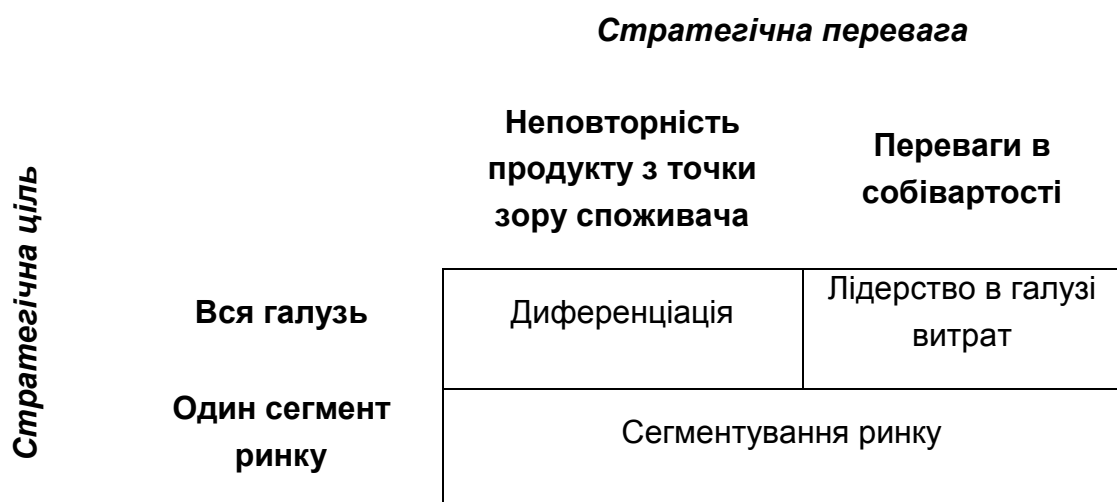 Стратегічна перевага
Неповторність
продукту з точки
зору споживача
Переваги в
собівартості
Стратегічна ціль
Вся галузь
Диференціація
Лідерство в галузі
витрат
Один сегмент
ринку
Сегментування ринку